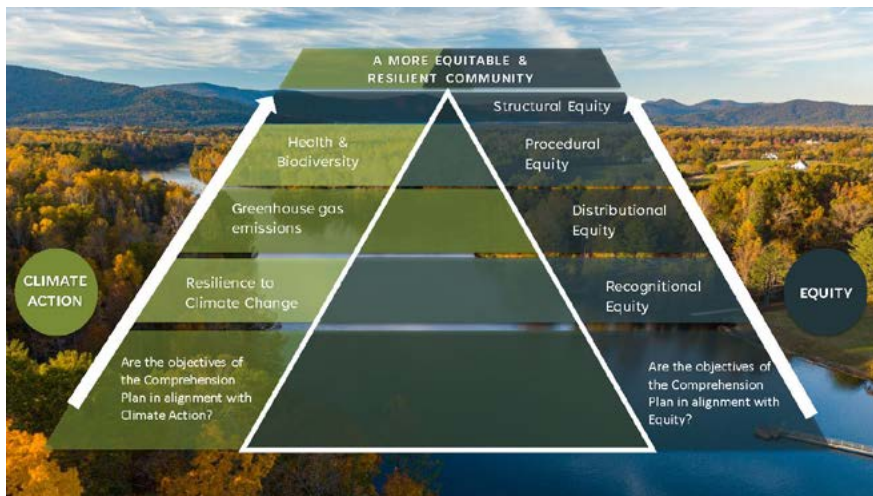 A MORE EQUITABLE &
RESILIENT COMMUNITY
Structural Equity
Health &
Biodiversity
Procedural
Equity
Greenhouse gas
emissions
Distributional
Equity
CLIMATE
ACTION
Resilience to
Climate Change
Recognitional
Equity
EQUITY
Are the objectives of
the Comprehension
Plan in alignment with
Climate Action?
Are the objectives of
the Comprehension
Plan in alignment with
Equity?